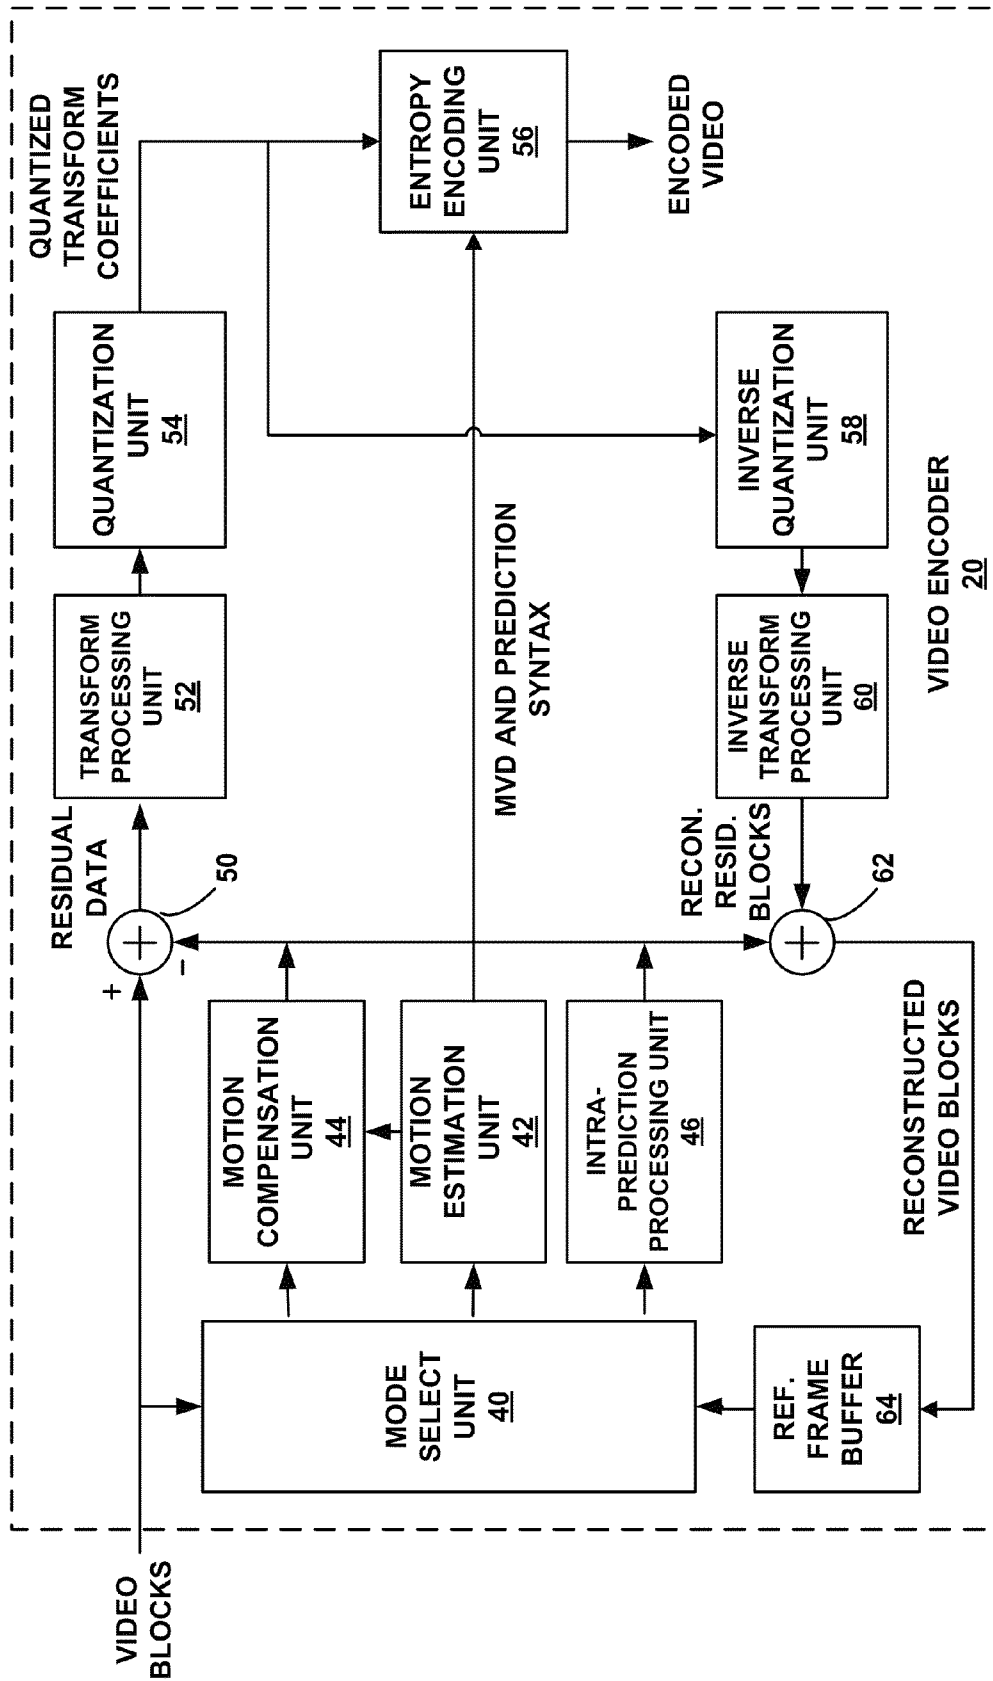 VIDEO
BLOCKS
+
-
RESIDUAL
DATA
50
TRANSFORM
PROCESSING
UNIT
52
QUANTIZATION
UNIT
54
QUANTIZED
TRANSFORM
COEFFICIENTS
MODE
SELECT
UNIT
40
MOTION
COMPENSATION
UNIT
44
MOTION
ESTIMATION
UNIT
42
INTRA-
PREDICTION
PROCESSING UNIT
46
MVD AND PREDICTION
SYNTAX
ENTROPY
ENCODING
UNIT
56
ENCODED
VIDEO
REF.
FRAME
BUFFER
64
RECON.
RESID.
BLOCKS
62
INVERSE
TRANSFORM
PROCESSING
UNIT
60
INVERSE
QUANTIZATION
UNIT
58
RECONSTRUCTED
VIDEO BLOCKS
VIDEO ENCODER
20